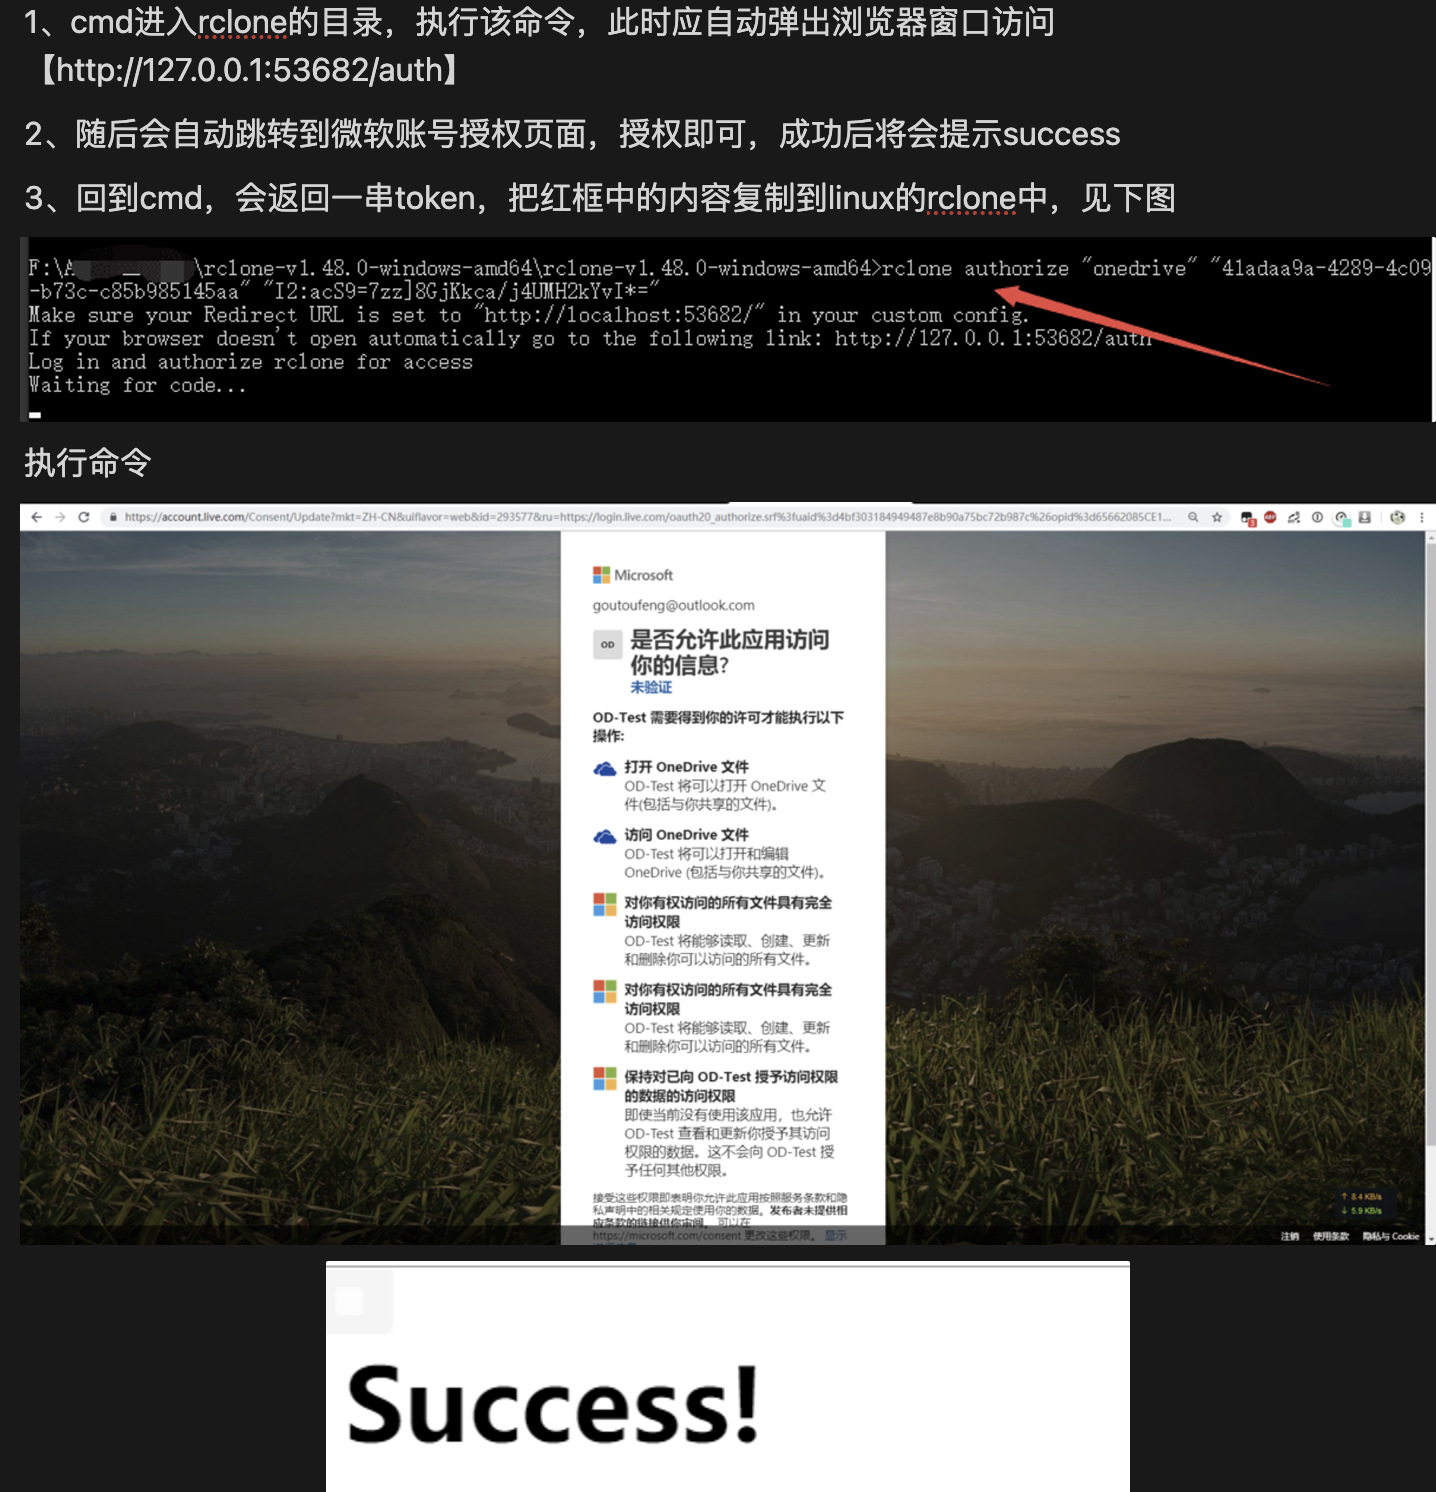 1、cmd进入rclone的目录，执行该命令，此时应自动弹出浏览器窗口访问
【http://127.0.0.1:53682/auth】
2、随后会自动跳转到微软账号授权页面，授权即可，成功后将会提示success
3、回到cmd，会返回一串token，把红框中的内容复制到linux的rclone中，见下图
F:\A\rclone-v1.48.0-windows-amd64\rclone-v1.48.0-windows-amd64>rclone authorize "onedrive" "41adaa9a-4289-4c09
-b73c-c85b985145aa" "I2:acS9=7zz]8GjKkca/j4UMH2kYvI*="
Make sure your Redirect URL is set to "http://localhost:53682/" in your custom config.
If your browser doesn't open automatically go to the following link: http://127.0.0.1:53682/auth
Log in and authorize rclone for access
Waiting for code...
执行命令
https://account.live.com/Consent/Update?mkt=ZH-CN&uiflavor=web&id=293577&ru=https://login.live.com/oauth20_authorize.srf%3fuaid%3d4bf303184949487e8b90a75bc72b987c%26opid%3d65662085CE1...
Microsoft
goutoufeng@outlook.com
OD
是否允许此应用访问
你的信息?
未验证
OD-Test 需要得到你的许可才能执行以下
操作:
打开 OneDrive 文件
OD-Test 将可以打开 OneDrive 文
件(包括与你共享的文件)。
访问 OneDrive 文件
OD-Test 将可以打开和编辑
OneDrive (包括与你共享的文件)。
对你有权访问的所有文件具有完全
访问权限
OD-Test 将能够读取、创建、更新
和删除你可以访问的所有文件。
对你有权访问的所有文件具有完全
访问权限
OD-Test 将能够读取、创建、更新
和删除你可以访问的所有文件。
保持对已向 OD-Test 授予访问权限
的数据的访问权限
即使当前没有使用该应用，也允许
OD-Test 查看和更新你授予其访问
权限的数据。这不会向 OD-Test 授
予任何其他权限。
接受这些权限即表明你允许此应用按照服务条款和隐
私声明中的相关规定使用你的数据。发布者未提供相
应条款的链接供你审阅。 可以在
https://microsoft.com/consent 更改这些权限。 显示
↑ 8.4 KB/s
↓ 5.9 KB/s
注销 使用条款 隐私与 Cookie
Success!